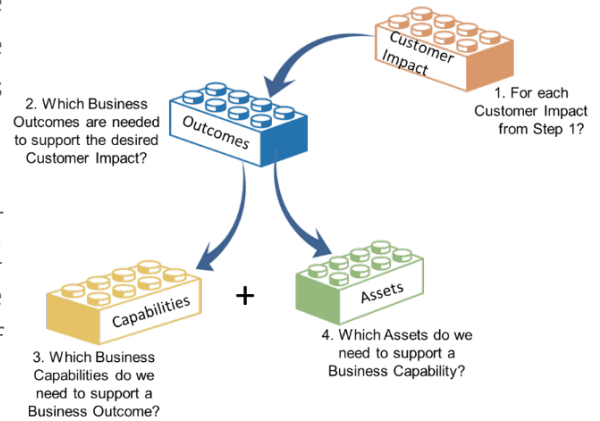 Customer
Impact
1. For each
Customer Impact
from Step 1?
2. Which Business
Outcomes are needed
to support the desired
Customer Impact?
Outcomes
Capabilities
+
Assets
3. Which Business
Capabilities do we
need to support a
Business Outcome?
4. Which Assets do we
need to support a
Business Capability?